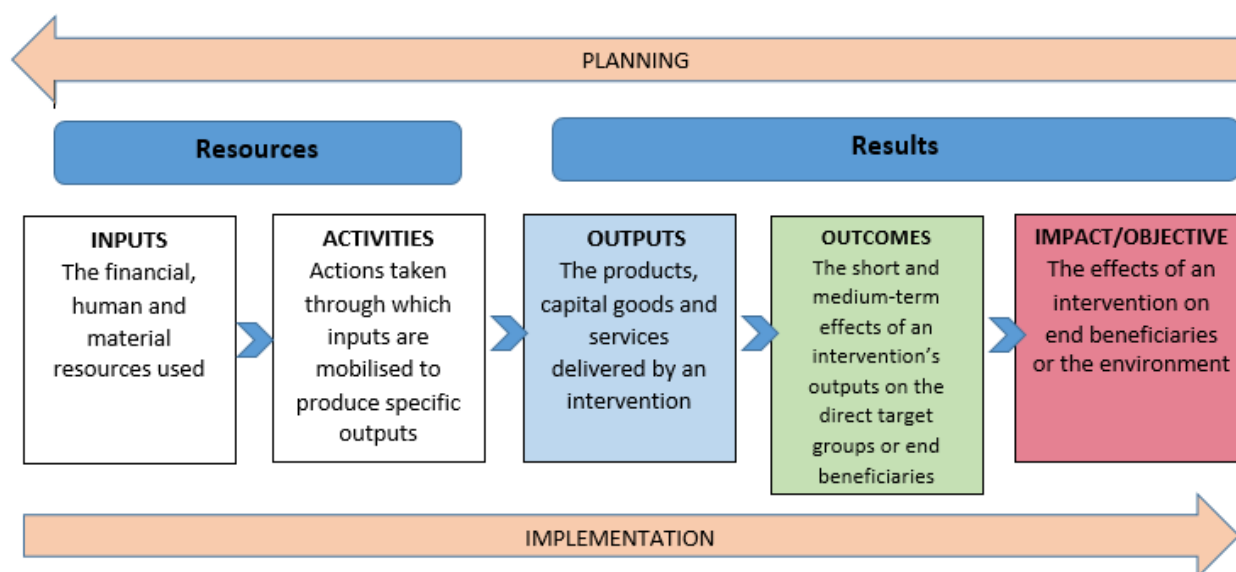 PLANNING
Resources
Results
INPUTS
The financial,
human and
material
resources used
ACTIVITIES
Actions taken
through which
inputs are
mobilised to
produce specific
outputs
OUTPUTS
The products,
capital goods and
services
delivered by an
intervention
OUTCOMES
The short and
medium-term
effects of an
intervention’s
outputs on the
direct target
groups or end
beneficiaries
IMPACT/OBJECTIVE
The effects of an
intervention on
end beneficiaries
or the environment
IMPLEMENTATION